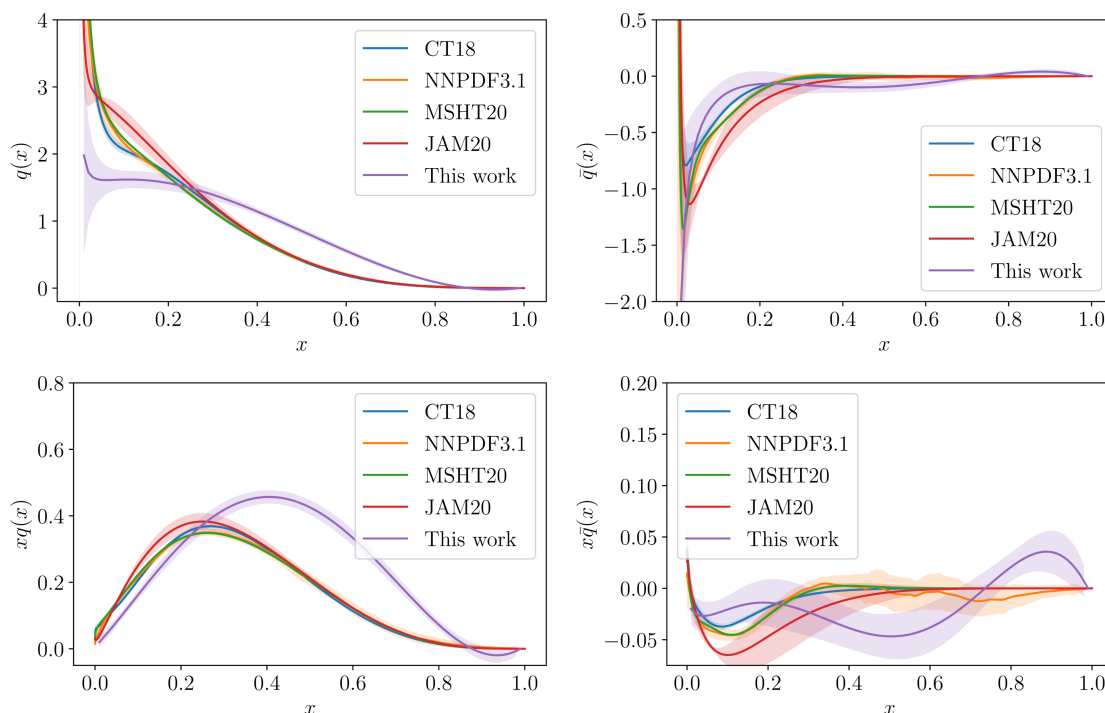 4
3
2
1
0
q(x)
CT18
NNPDF3.1
MSHT20
JAM20
This work
0.0 0.2 0.4 0.6 0.8 1.0
x
0.5
0.0
−0.5
−1.0
−1.5
−2.0
q̄(x)
CT18
NNPDF3.1
MSHT20
JAM20
This work
0.0 0.2 0.4 0.6 0.8 1.0
x
0.8
0.6
0.4
0.2
0.0
xq(x)
CT18
NNPDF3.1
MSHT20
JAM20
This work
0.0 0.2 0.4 0.6 0.8 1.0
x
0.20
0.15
0.10
0.05
0.00
−0.05
xq̄(x)
CT18
NNPDF3.1
MSHT20
JAM20
This work
0.0 0.2 0.4 0.6 0.8 1.0
x